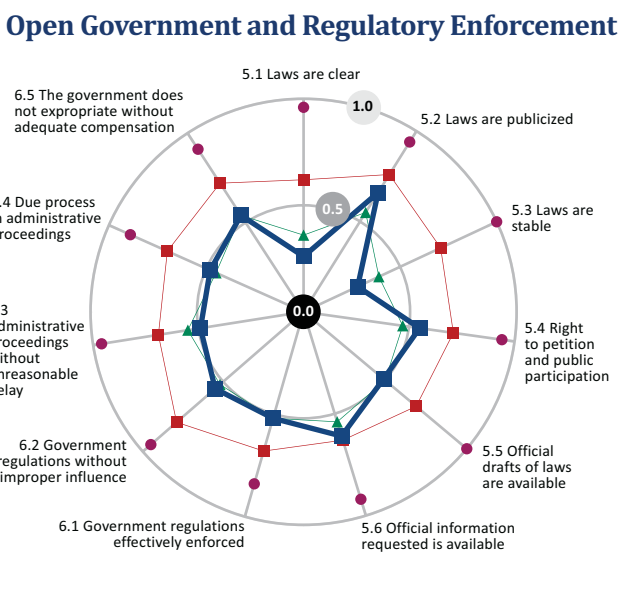 Open Government and Regulatory Enforcement
5.1 Laws are clear
1.0
6.5 The government does
not expropriate without
adequate compensation
5.2 Laws are publicized
.4 Due process
administrative
roceedings
0.5
5.3 Laws are
stable
0.0
3
dministrative
roceedings
ithout
nreasonable
elay
5.4 Right
to petition
and public
participation
6.2 Government
regulations without
improper influence
5.5 Official
drafts of laws
are available
6.1 Government regulations
effectively enforced
5.6 Official information
requested is available